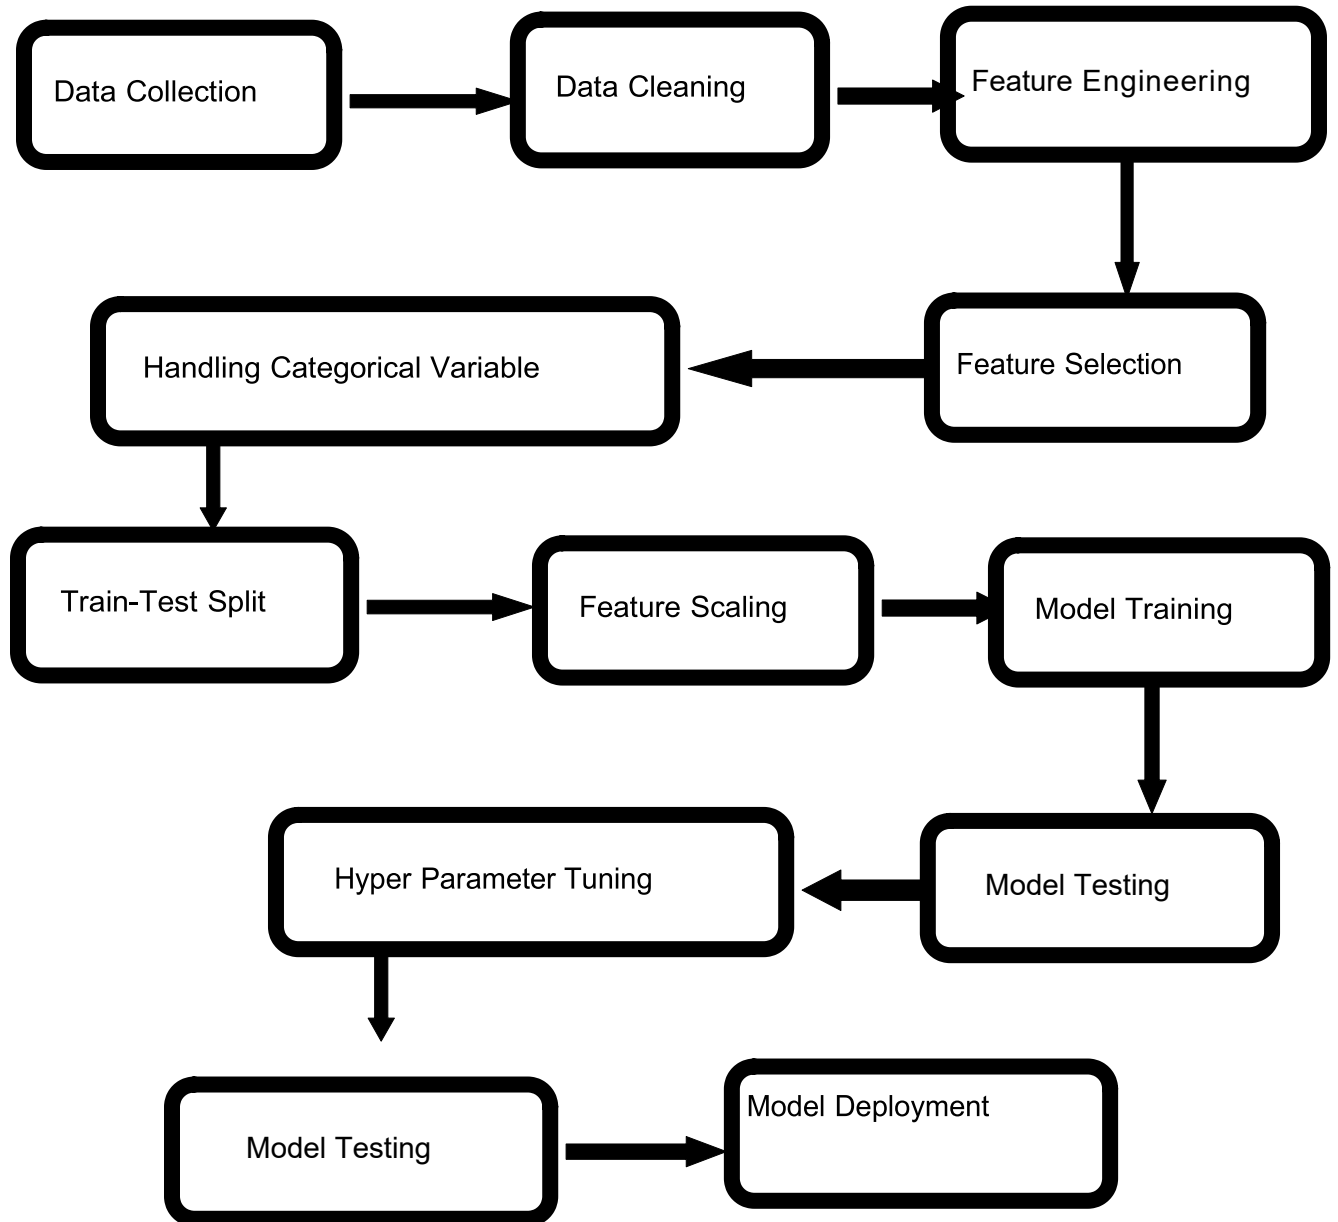 Data Collection
Data Cleaning
Feature Engineering
Feature Selection
Handling Categorical Variable
Train-Test Split
Feature Scaling
Model Training
Model Testing
Hyper Parameter Tuning
Model Testing
Model Deployment